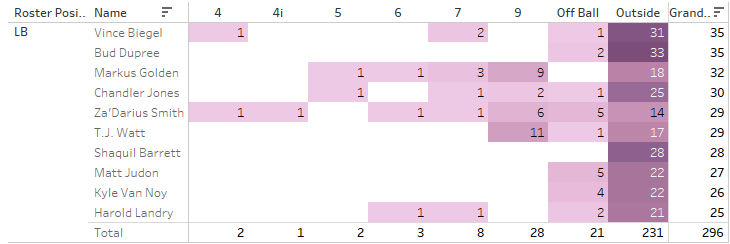 Roster Posi.. Name 4 4i 5 6 7 9 Off Ball Outside Grand..
LB Vince Biegel 1 2 1 31 35
Bud Dupree 2 33 35
Markus Golden 1 1 3 9 18 32
Chandler Jones 1 1 2 1 25 30
Za'Darius Smith 1 1 1 1 6 5 14 29
T.J. Watt 11 1 17 29
Shaquil Barrett 28 28
Matt Judon 5 22 27
Kyle Van Noy 4 22 26
Harold Landry 1 1 2 21 25
Total 2 1 2 3 8 28 21 231 296